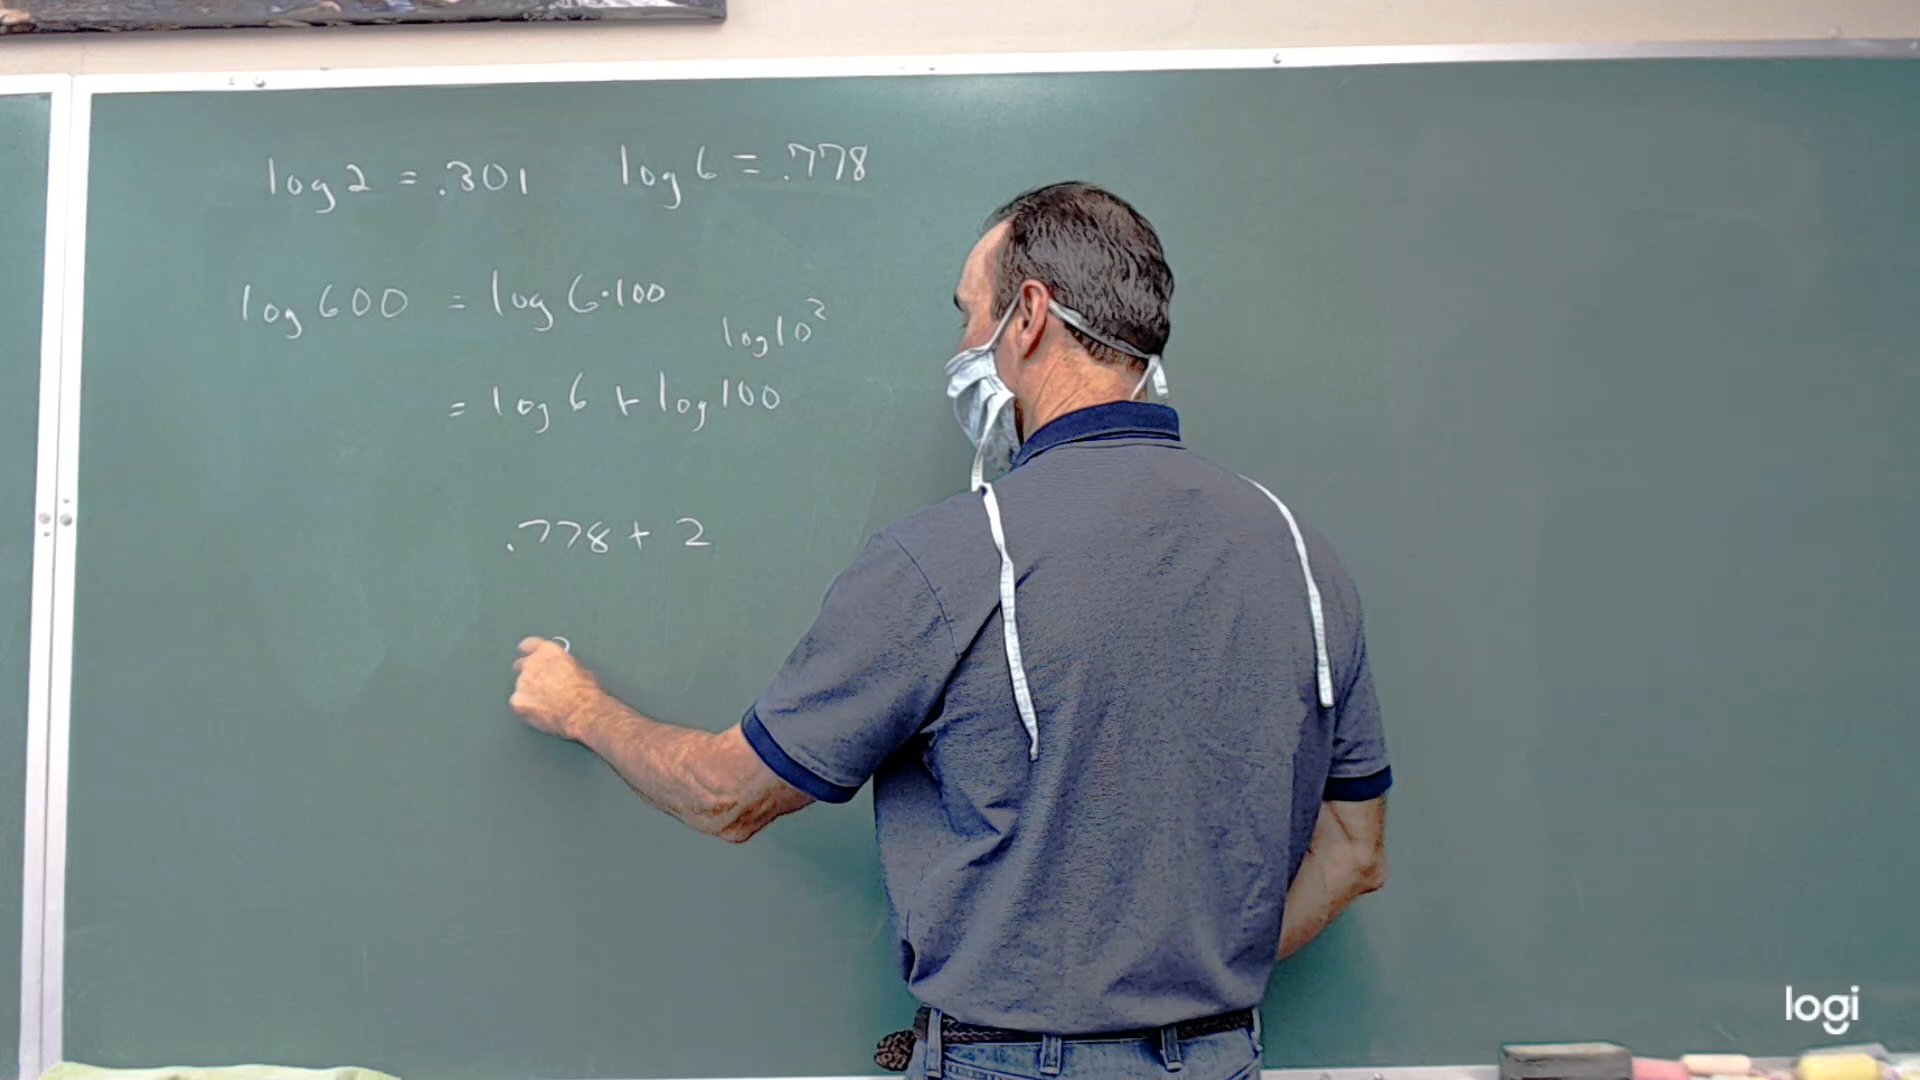 log 2 = .301 log 6 = .778
log 600 = log 6·100
log 10²
= log 6 + log 100
.778 + 2
logi